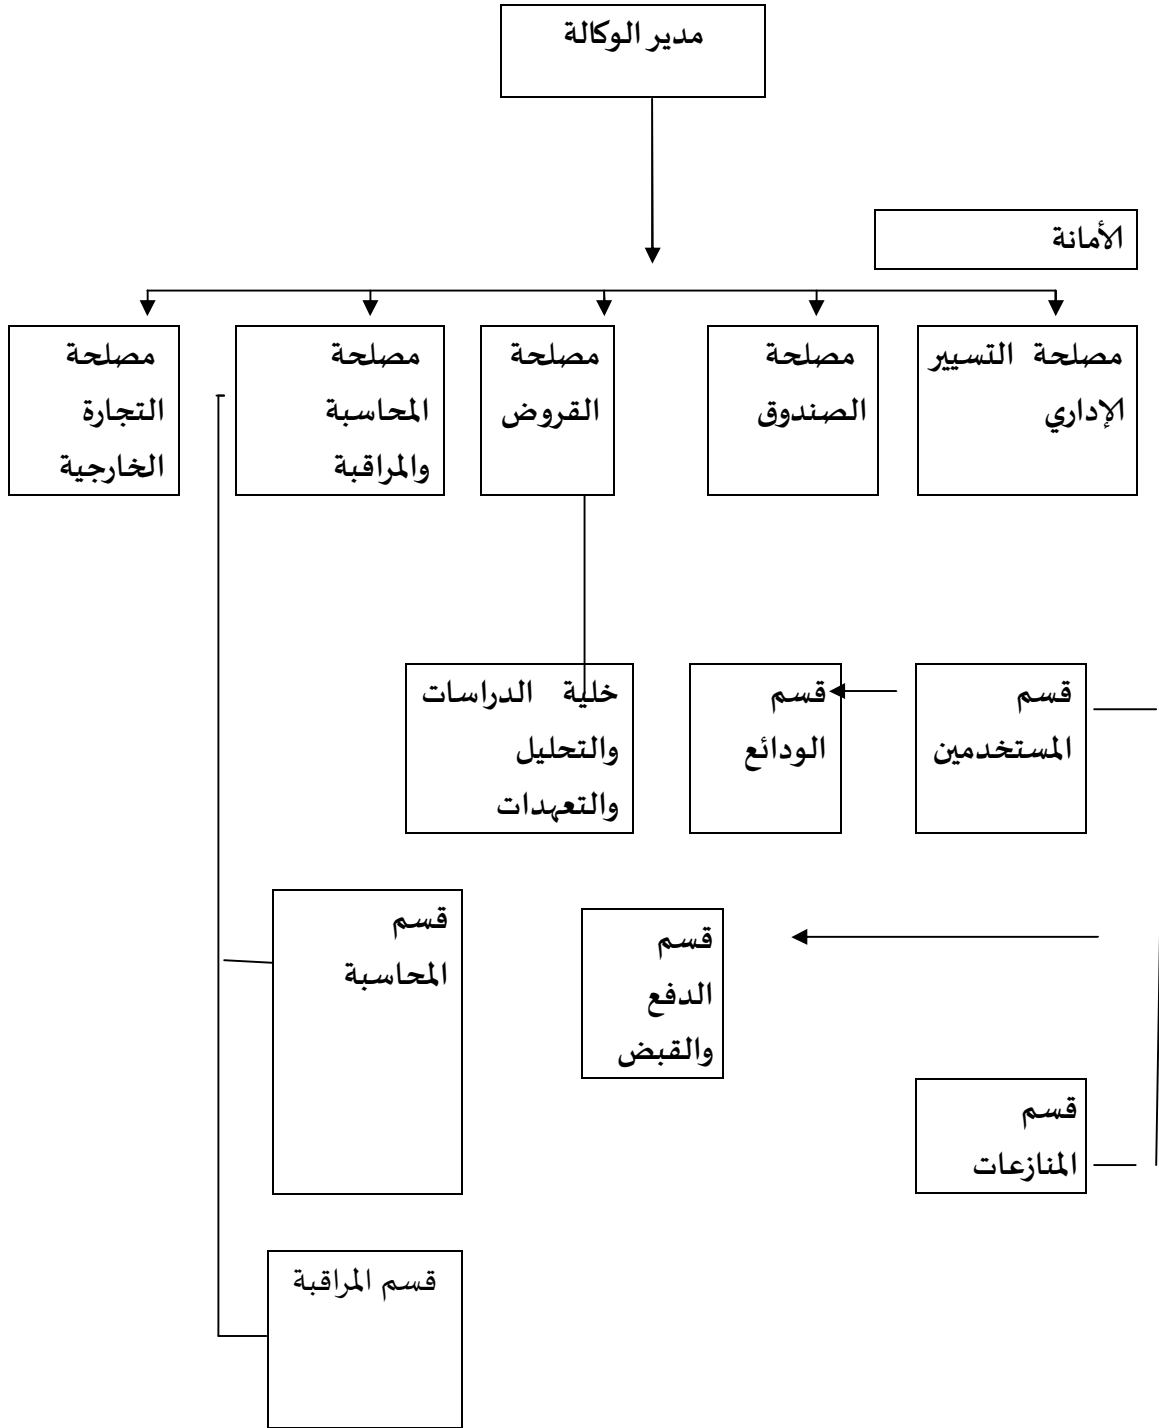 مدير الوكالة
الأمانة
مصلحة التسيير
الإداري
مصلحة
الصندوق
مصلحة
القروض
مصلحة
المحاسبة
والمراقبة
مصلحة
التجارة
الخارجية
قسم
المستخدمين
قسم
الودائع
خلية الدراسات
والتحليل
والتعهدات
قسم
المحاسبة
قسم
الدفع
والقبض
قسم
المنازعات
قسم المراقبة